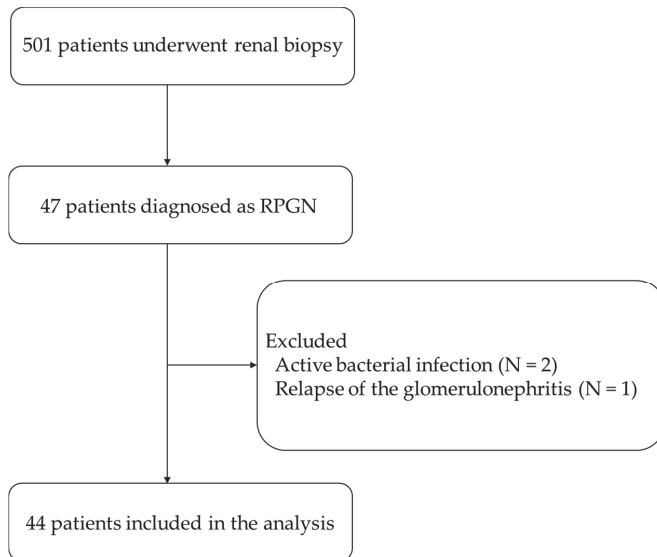 501 patients underwent renal biopsy
47 patients diagnosed as RPGN
Excluded
Active bacterial infection (N = 2)
Relapse of the glomerulonephritis (N = 1)
44 patients included in the analysis